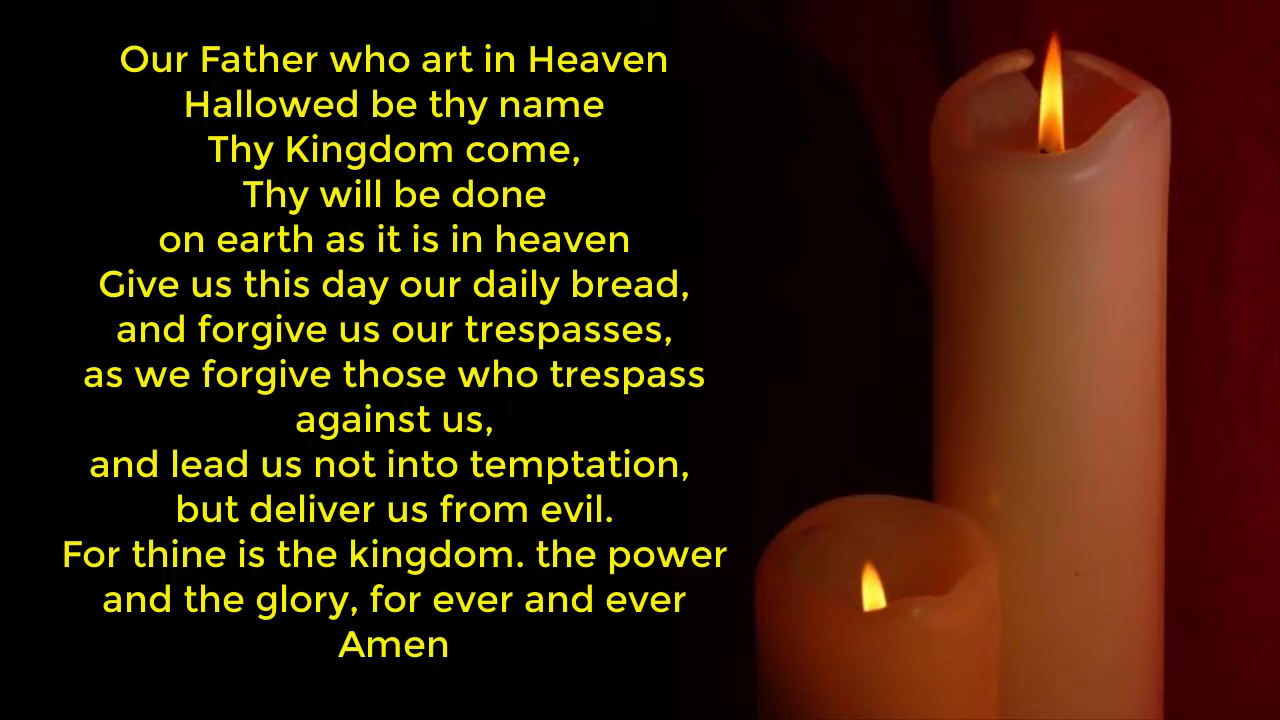 Our Father who art in Heaven
Hallowed be thy name
Thy Kingdom come,
Thy will be done
on earth as it is in heaven
Give us this day our daily bread,
and forgive us our trespasses,
as we forgive those who trespass
against us,
and lead us not into temptation,
but deliver us from evil.
For thine is the kingdom. the power
and the glory, for ever and ever
Amen